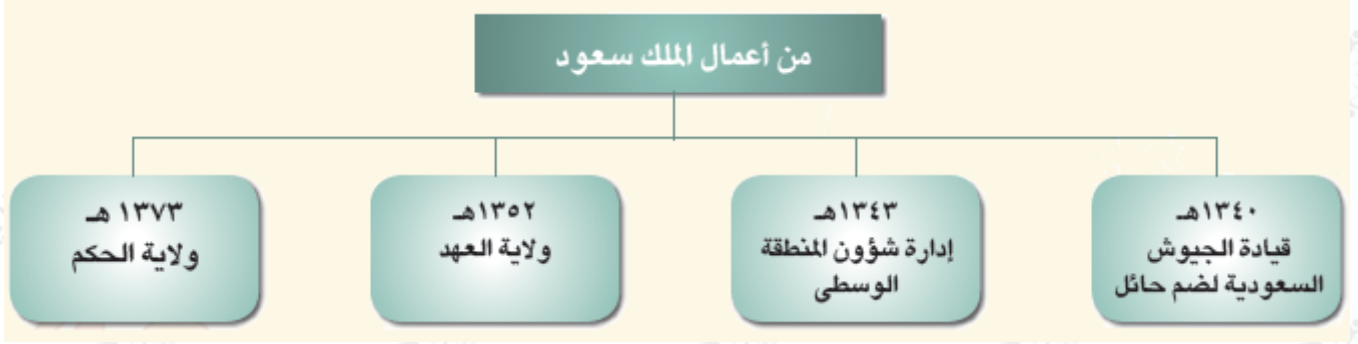 من أعمال الملك سعود
١٣٤٠هـ
قيادة الجيوش
السعودية لضم حائل
١٣٤٣هـ
إدارة شؤون المنطقة
الوسطى
١٣٥٢هـ
ولاية العهد
١٣٧٣ هـ
ولاية الحكم